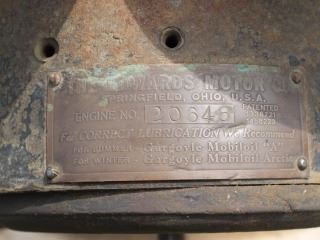 THE EDWARDS MOTOR CO.
SPRINGFIELD, OHIO, U.S.A.
ENGINE NO. 20648 PATENTED
FOR CORRECT LUBRICATION We Recommend
FOR SUMMER - Gargoyle Mobiloil "A"
FOR WINTER - Gargoyle Mobiloil Arctic